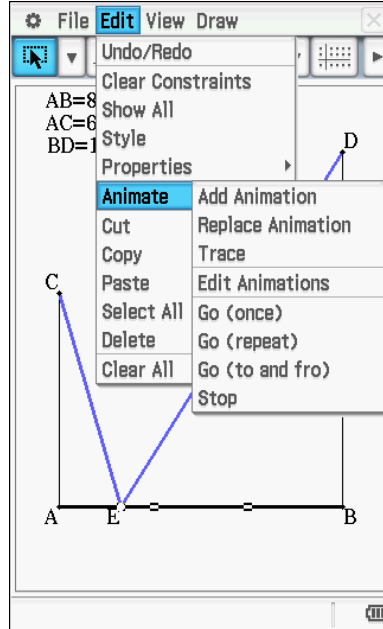 File Edit View Draw
Undo/Redo
Clear Constraints
Show All
Style
Properties
Animate
Cut
Copy
Paste
Select All
Delete
Clear All
Add Animation
Replace Animation
Trace
Edit Animations
Go (once)
Go (repeat)
Go (to and fro)
Stop
AB=8
AC=6
BD=1
D
C
A
E
B